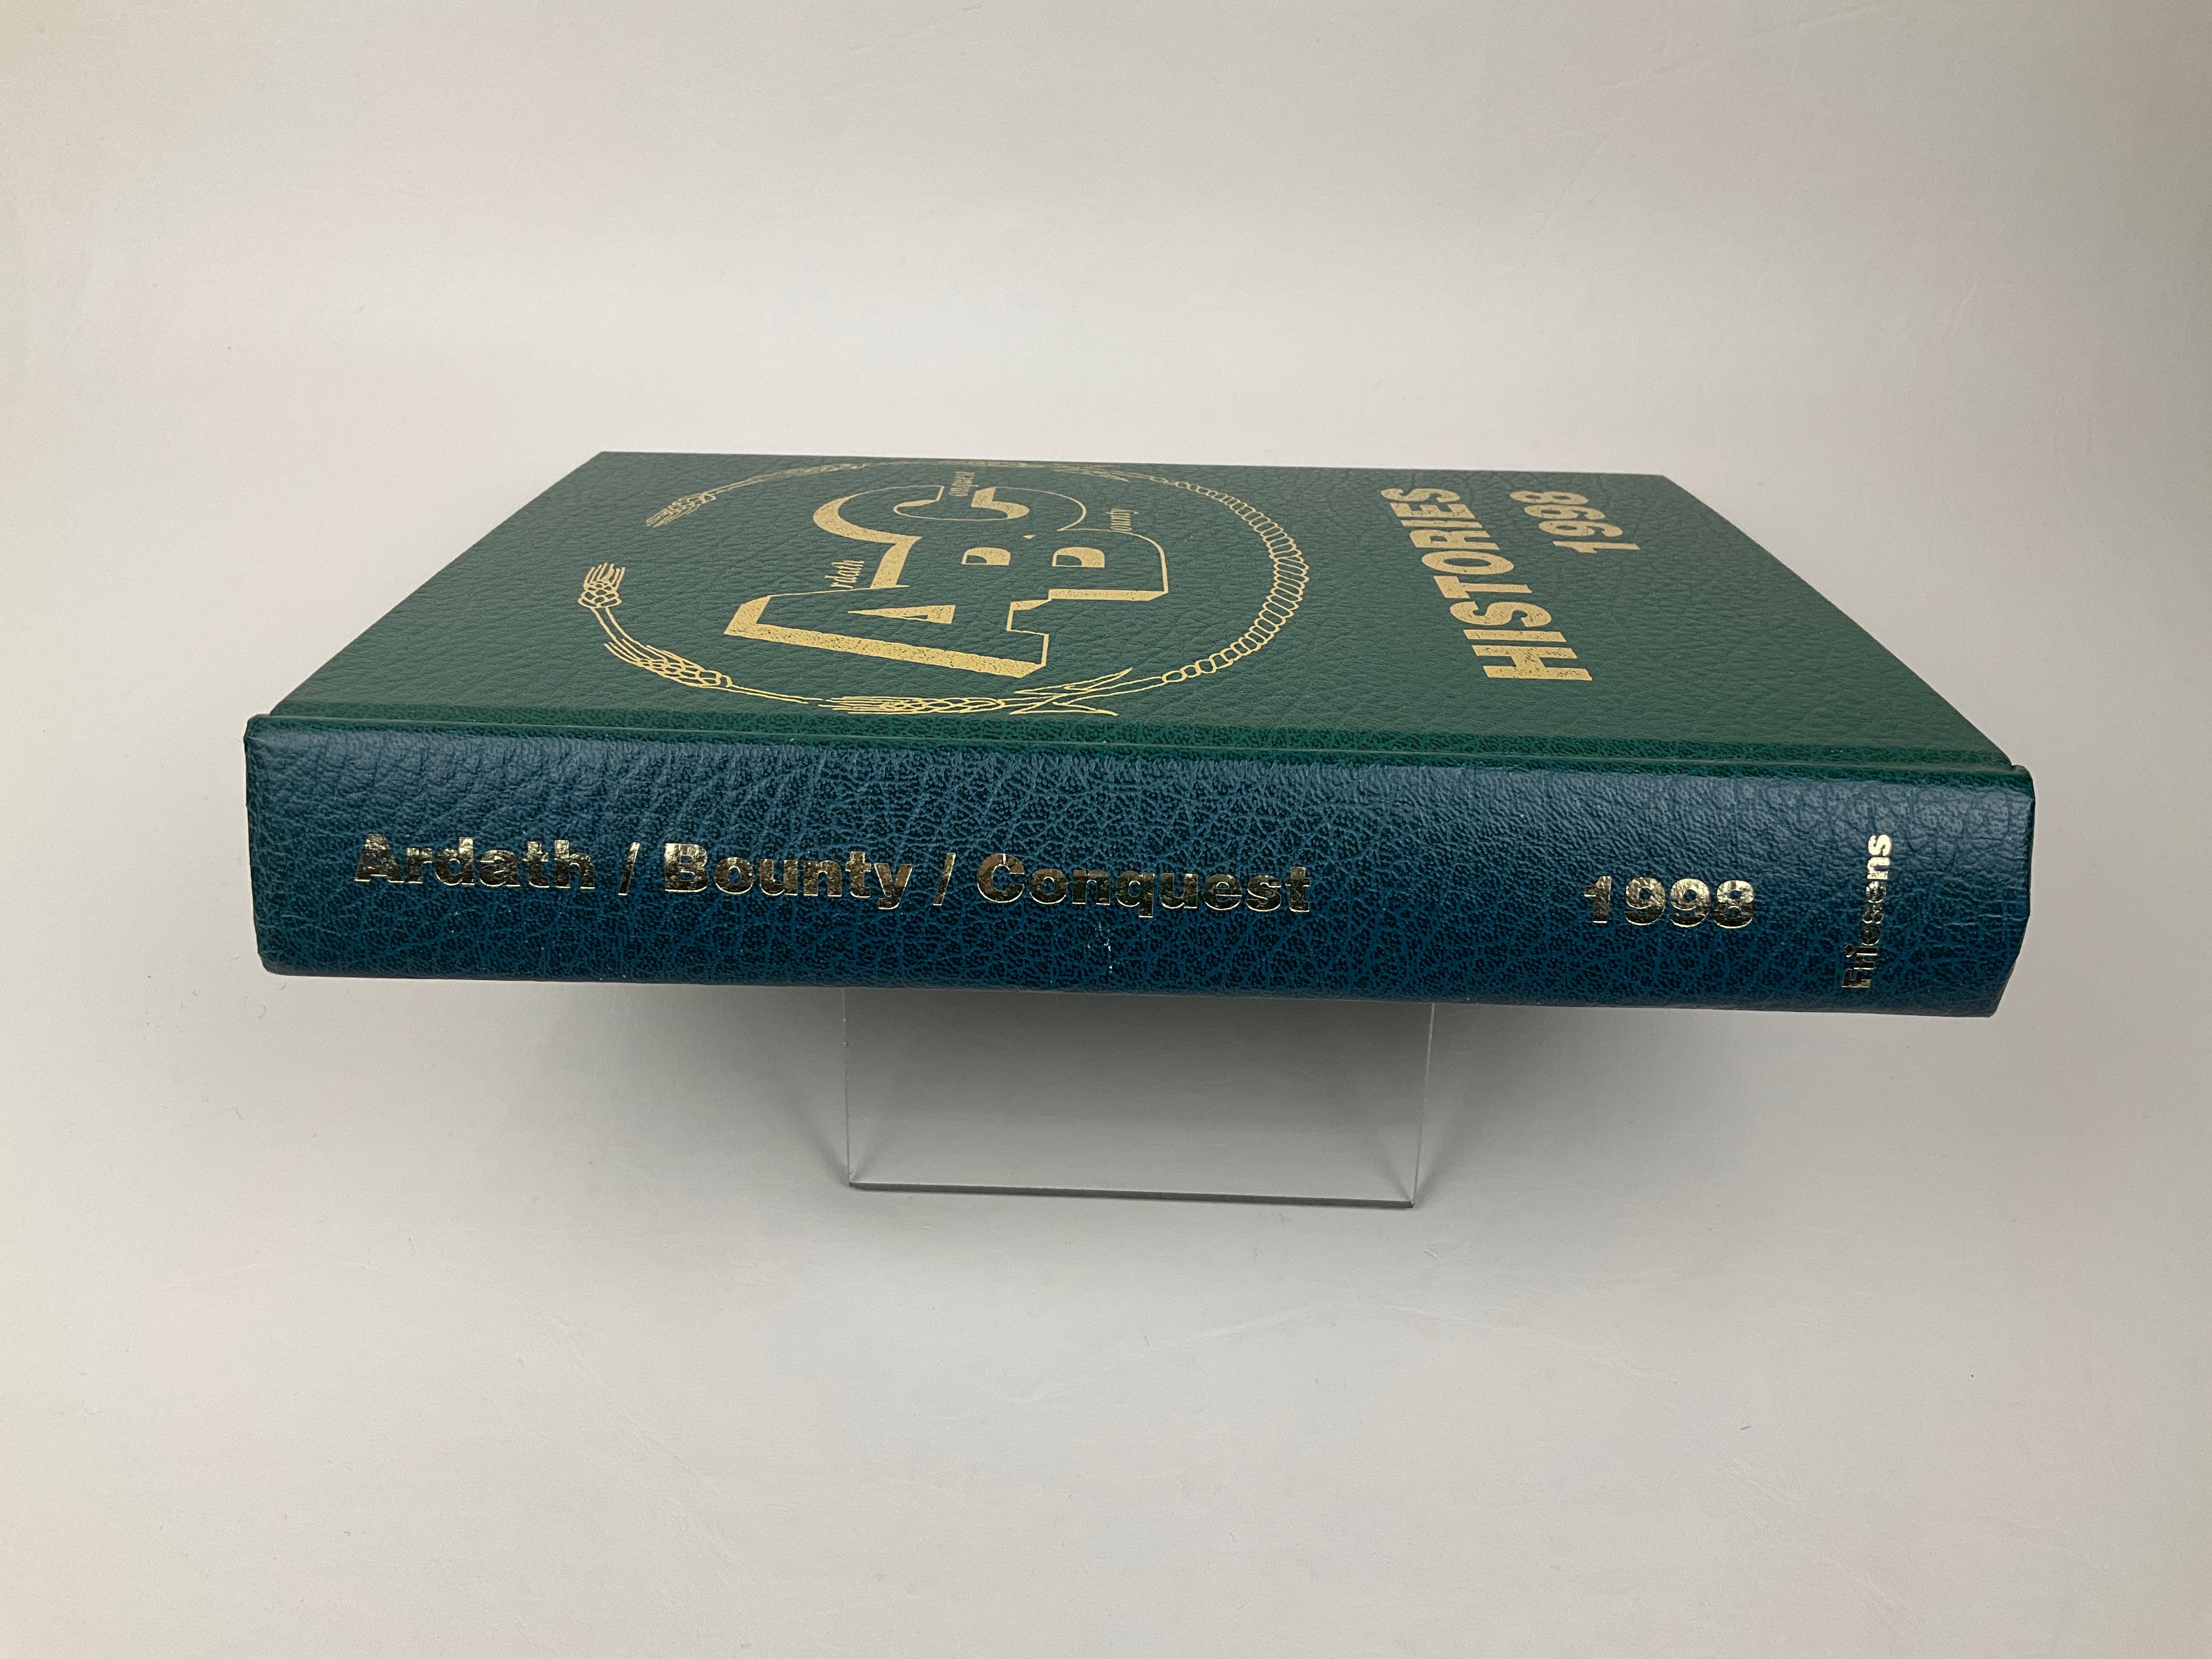 Ardath
Bounty
Conquest
HISTORIES
1998
Ardath / Bounty / Conquest
1998
Friesens